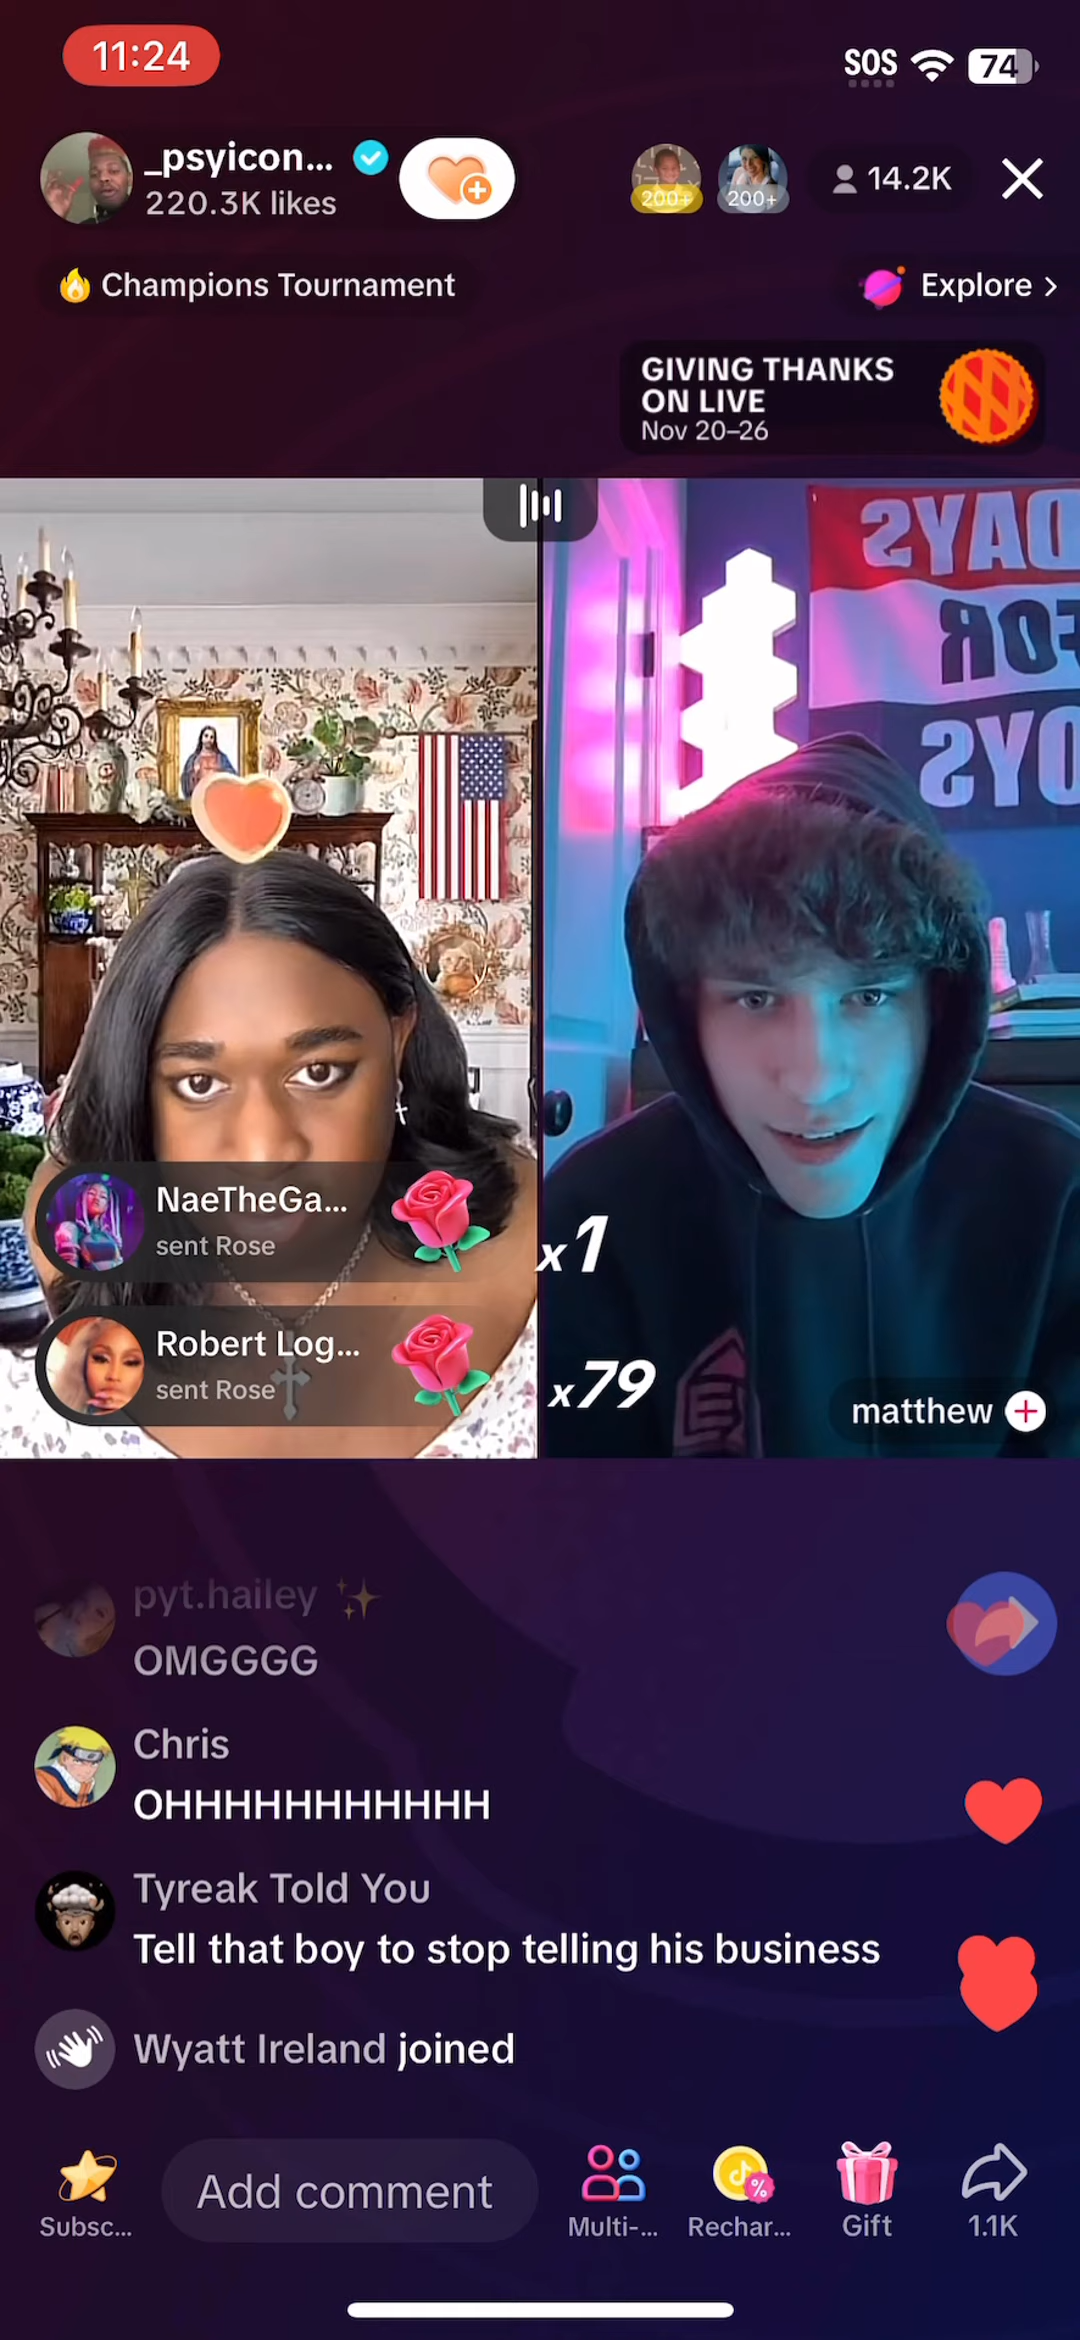 11:24
SOS
74
_psyicon...
220.3K likes
200+
200+
14.2K
Champions Tournament
Explore >
GIVING THANKS
ON LIVE
Nov 20–26
DAYS
FOR
BOYS
NaeTheGa...
sent Rose
x1
Robert Log...
sent Rose
x79
matthew
pyt.hailey ✨
OMGGGG
Chris
OHHHHHHHHHHH
Tyreak Told You
Tell that boy to stop telling his business
Wyatt Ireland joined
Subsc...
Add comment
Multi-...
Rechar...
Gift
1.1K